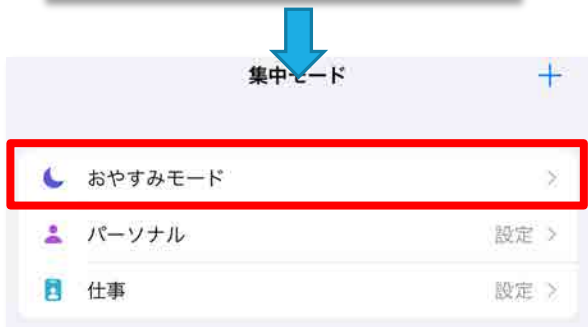 集中モード
おやすみモード
パーソナル 設定
仕事 設定